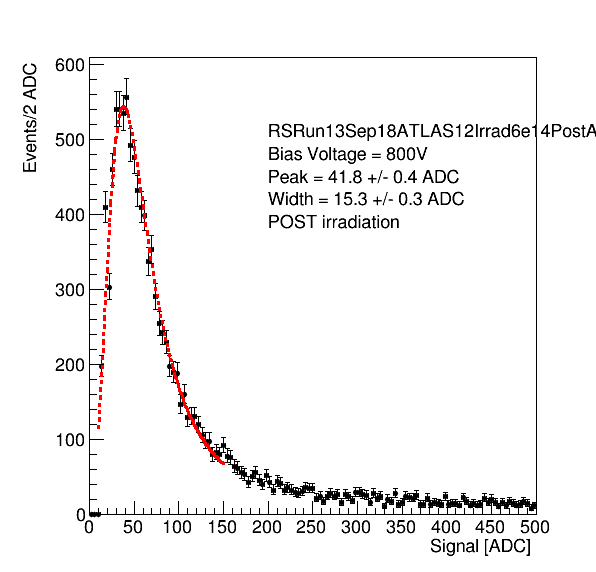 Events/2 ADC
600
500
400
300
200
100
0
RSRun13Sep18ATLAS12Irrad6e14PostA
Bias Voltage = 800V
Peak = 41.8 +/- 0.4 ADC
Width = 15.3 +/- 0.3 ADC
POST irradiation
0 50 100 150 200 250 300 350 400 450 500
Signal [ADC]